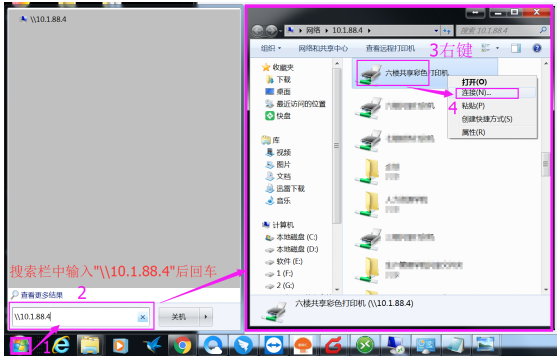 \\10.1.88.4
搜索栏中输入"\\10.1.88.4"后回车
查看更多结果
2
\\10.1.88.4
关机
1
网络
10.1.88.4
搜索 10.1.88.4
组织
网络和共享中心
查看远程打印机
3右键
收藏夹
下载
桌面
最近访问的位置
快盘
库
视频
图片
文档
迅雷下载
音乐
计算机
本地磁盘 (C:)
本地磁盘 (D:)
软件 (E:)
1 (F:)
2 (G:)
六楼共享彩色打印机
4
打开(O)
连接(N)...
粘贴(P)
创建快捷方式(S)
属性(R)
六楼共享彩色打印机 (\\10.1.88.4)